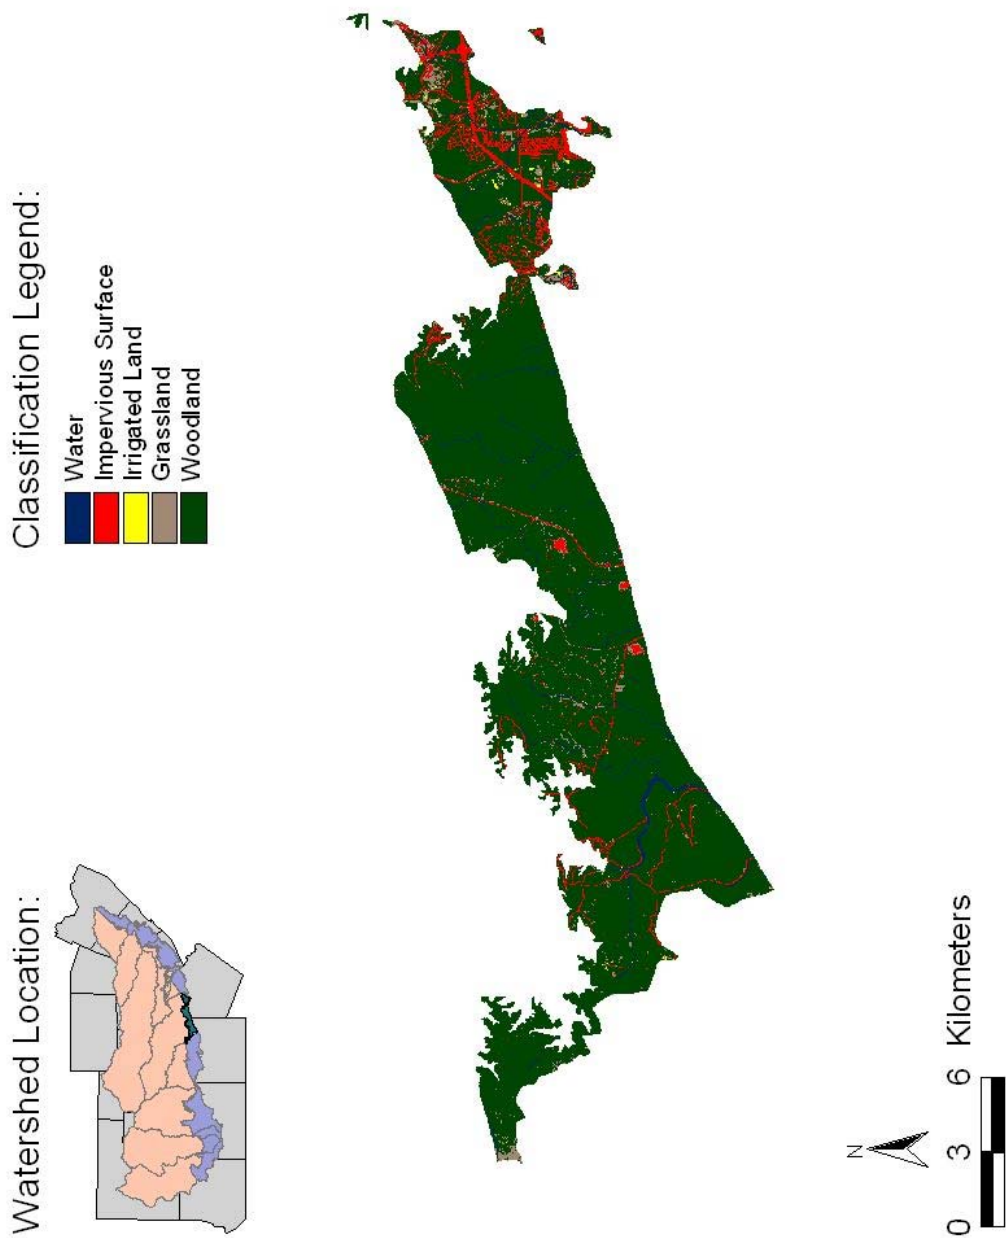 Watershed Location:
Classification Legend:
Water
Impervious Surface
Irrigated Land
Grassland
Woodland
N
0 3 6 Kilometers